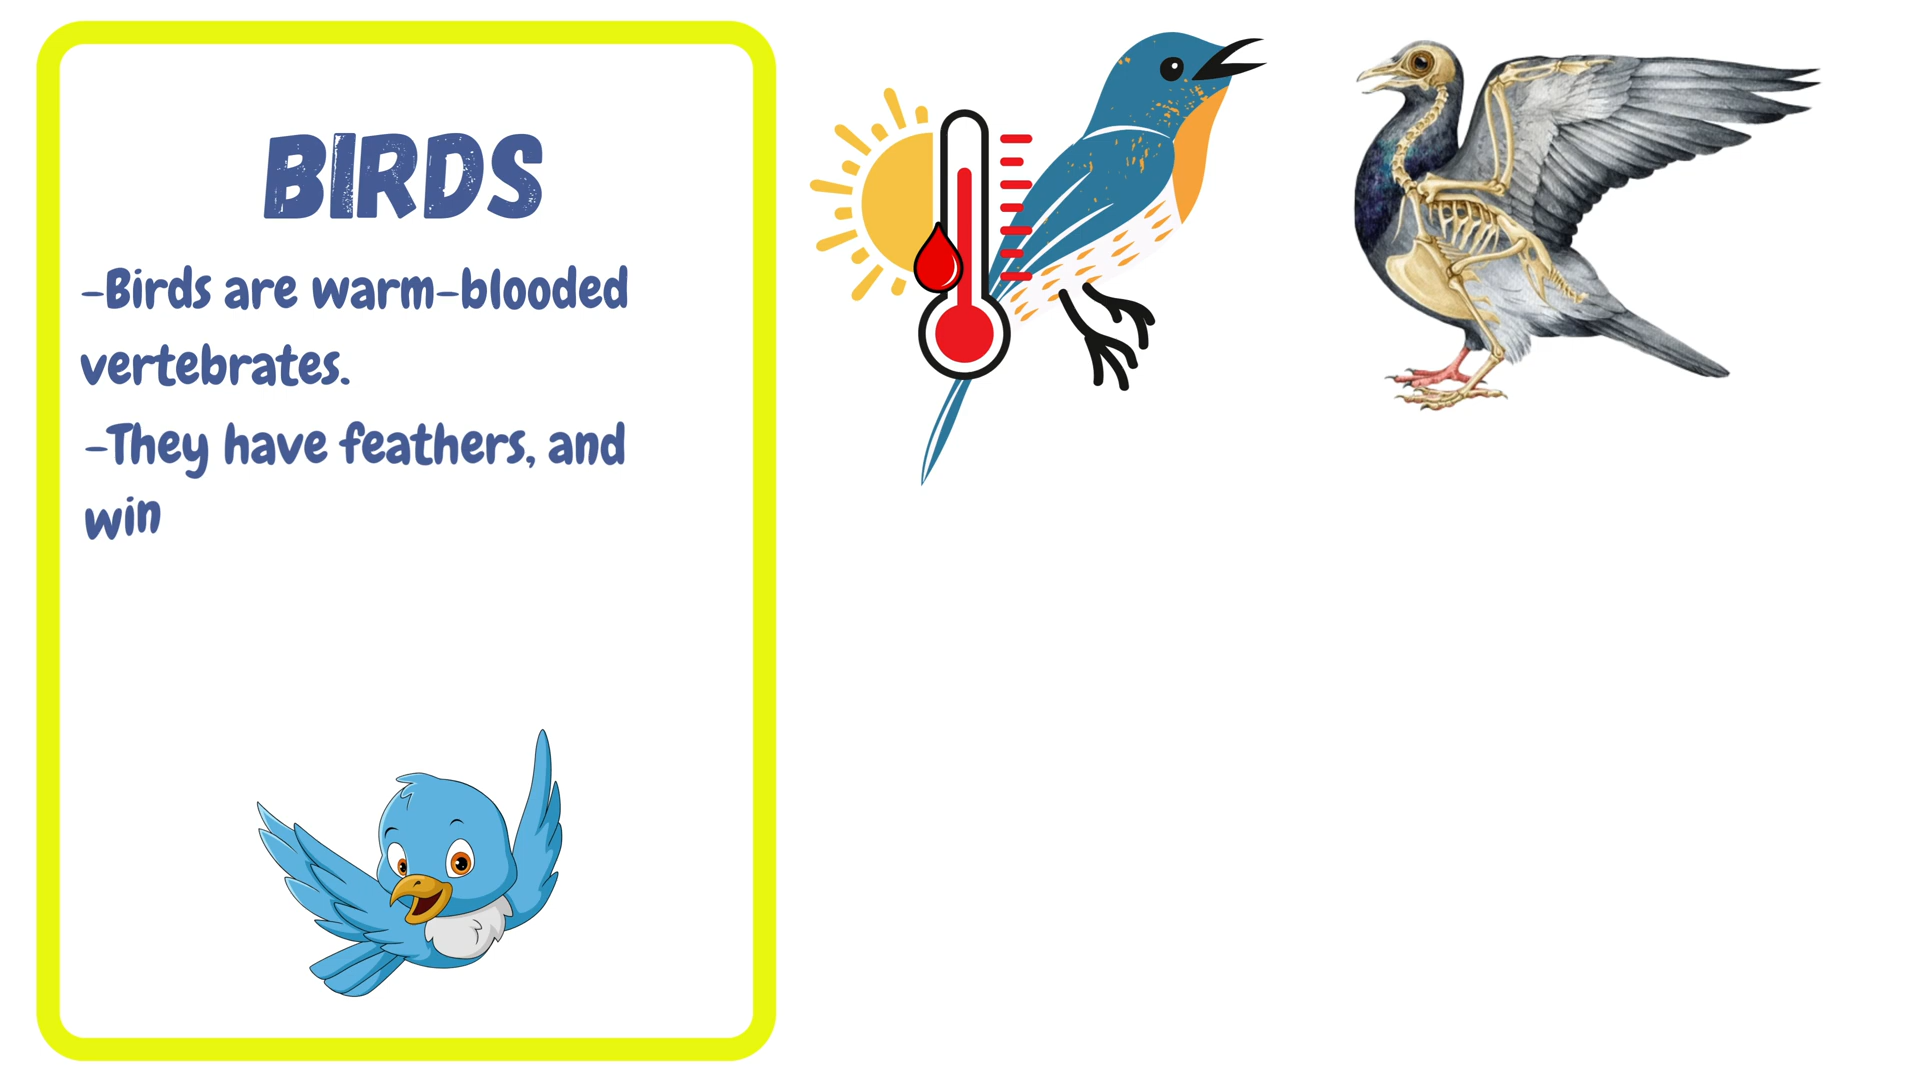 BIRDS
-Birds are warm-blooded
vertebrates.
-They have feathers, and
win